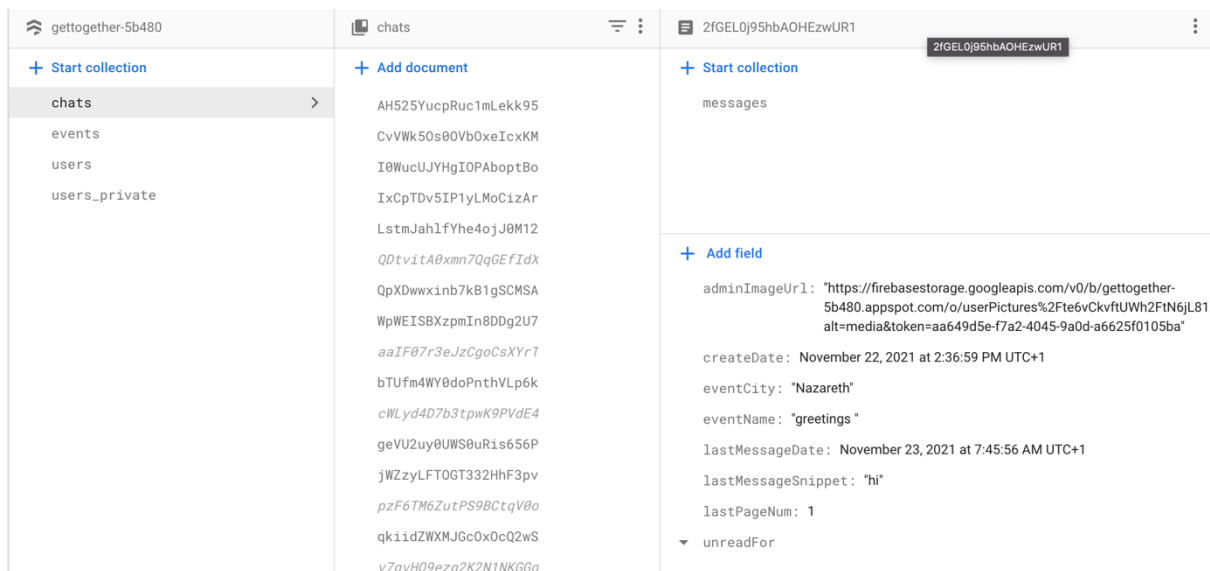 gettogether-5b480
Start collection
chats
events
users
users_private
chats
Add document
AH525YucpRuc1mLekk95
CvVWk5Os0OVbOxeIcxKM
I0WucUJYHgIOPAboptBo
IxCpTDv5IP1yLMoCizAr
LstmJahlfYhe4ojJ0M12
QDtvitA0xmn7QqGEfIdX
QpXDwwxinb7kB1gSCMSA
WpWEISBXzpmIn8DDg2U7
aaIF07r3eJzCgoCsXYrT
bTUfm4WY0doPnthVLp6k
cWLyd4D7b3tpwK9PVdE4
geVU2uy0UWS0uRis656P
jWZzyLFTOGT332HhF3pv
pzF6TM6ZutPS9BCtqV0o
qkiidZWXMJGcOxOcQ2wS
2fGEL0j95hbAOHEzwUR1
2fGEL0j95hbAOHEzwUR1
Start collection
messages
Add field
adminImageUrl: "https://firebasestorage.googleapis.com/v0/b/gettogether-
5b480.appspot.com/o/userPictures%2Fte6vCkvftUWh2FtN6jL81
alt=media&token=aa649d5e-f7a2-4045-9a0d-a6625f0105ba"
createDate: November 22, 2021 at 2:36:59 PM UTC+1
eventCity: "Nazareth"
eventName: "greetings "
lastMessageDate: November 23, 2021 at 7:45:56 AM UTC+1
lastMessageSnippet: "hi"
lastPageNum: 1
unreadFor